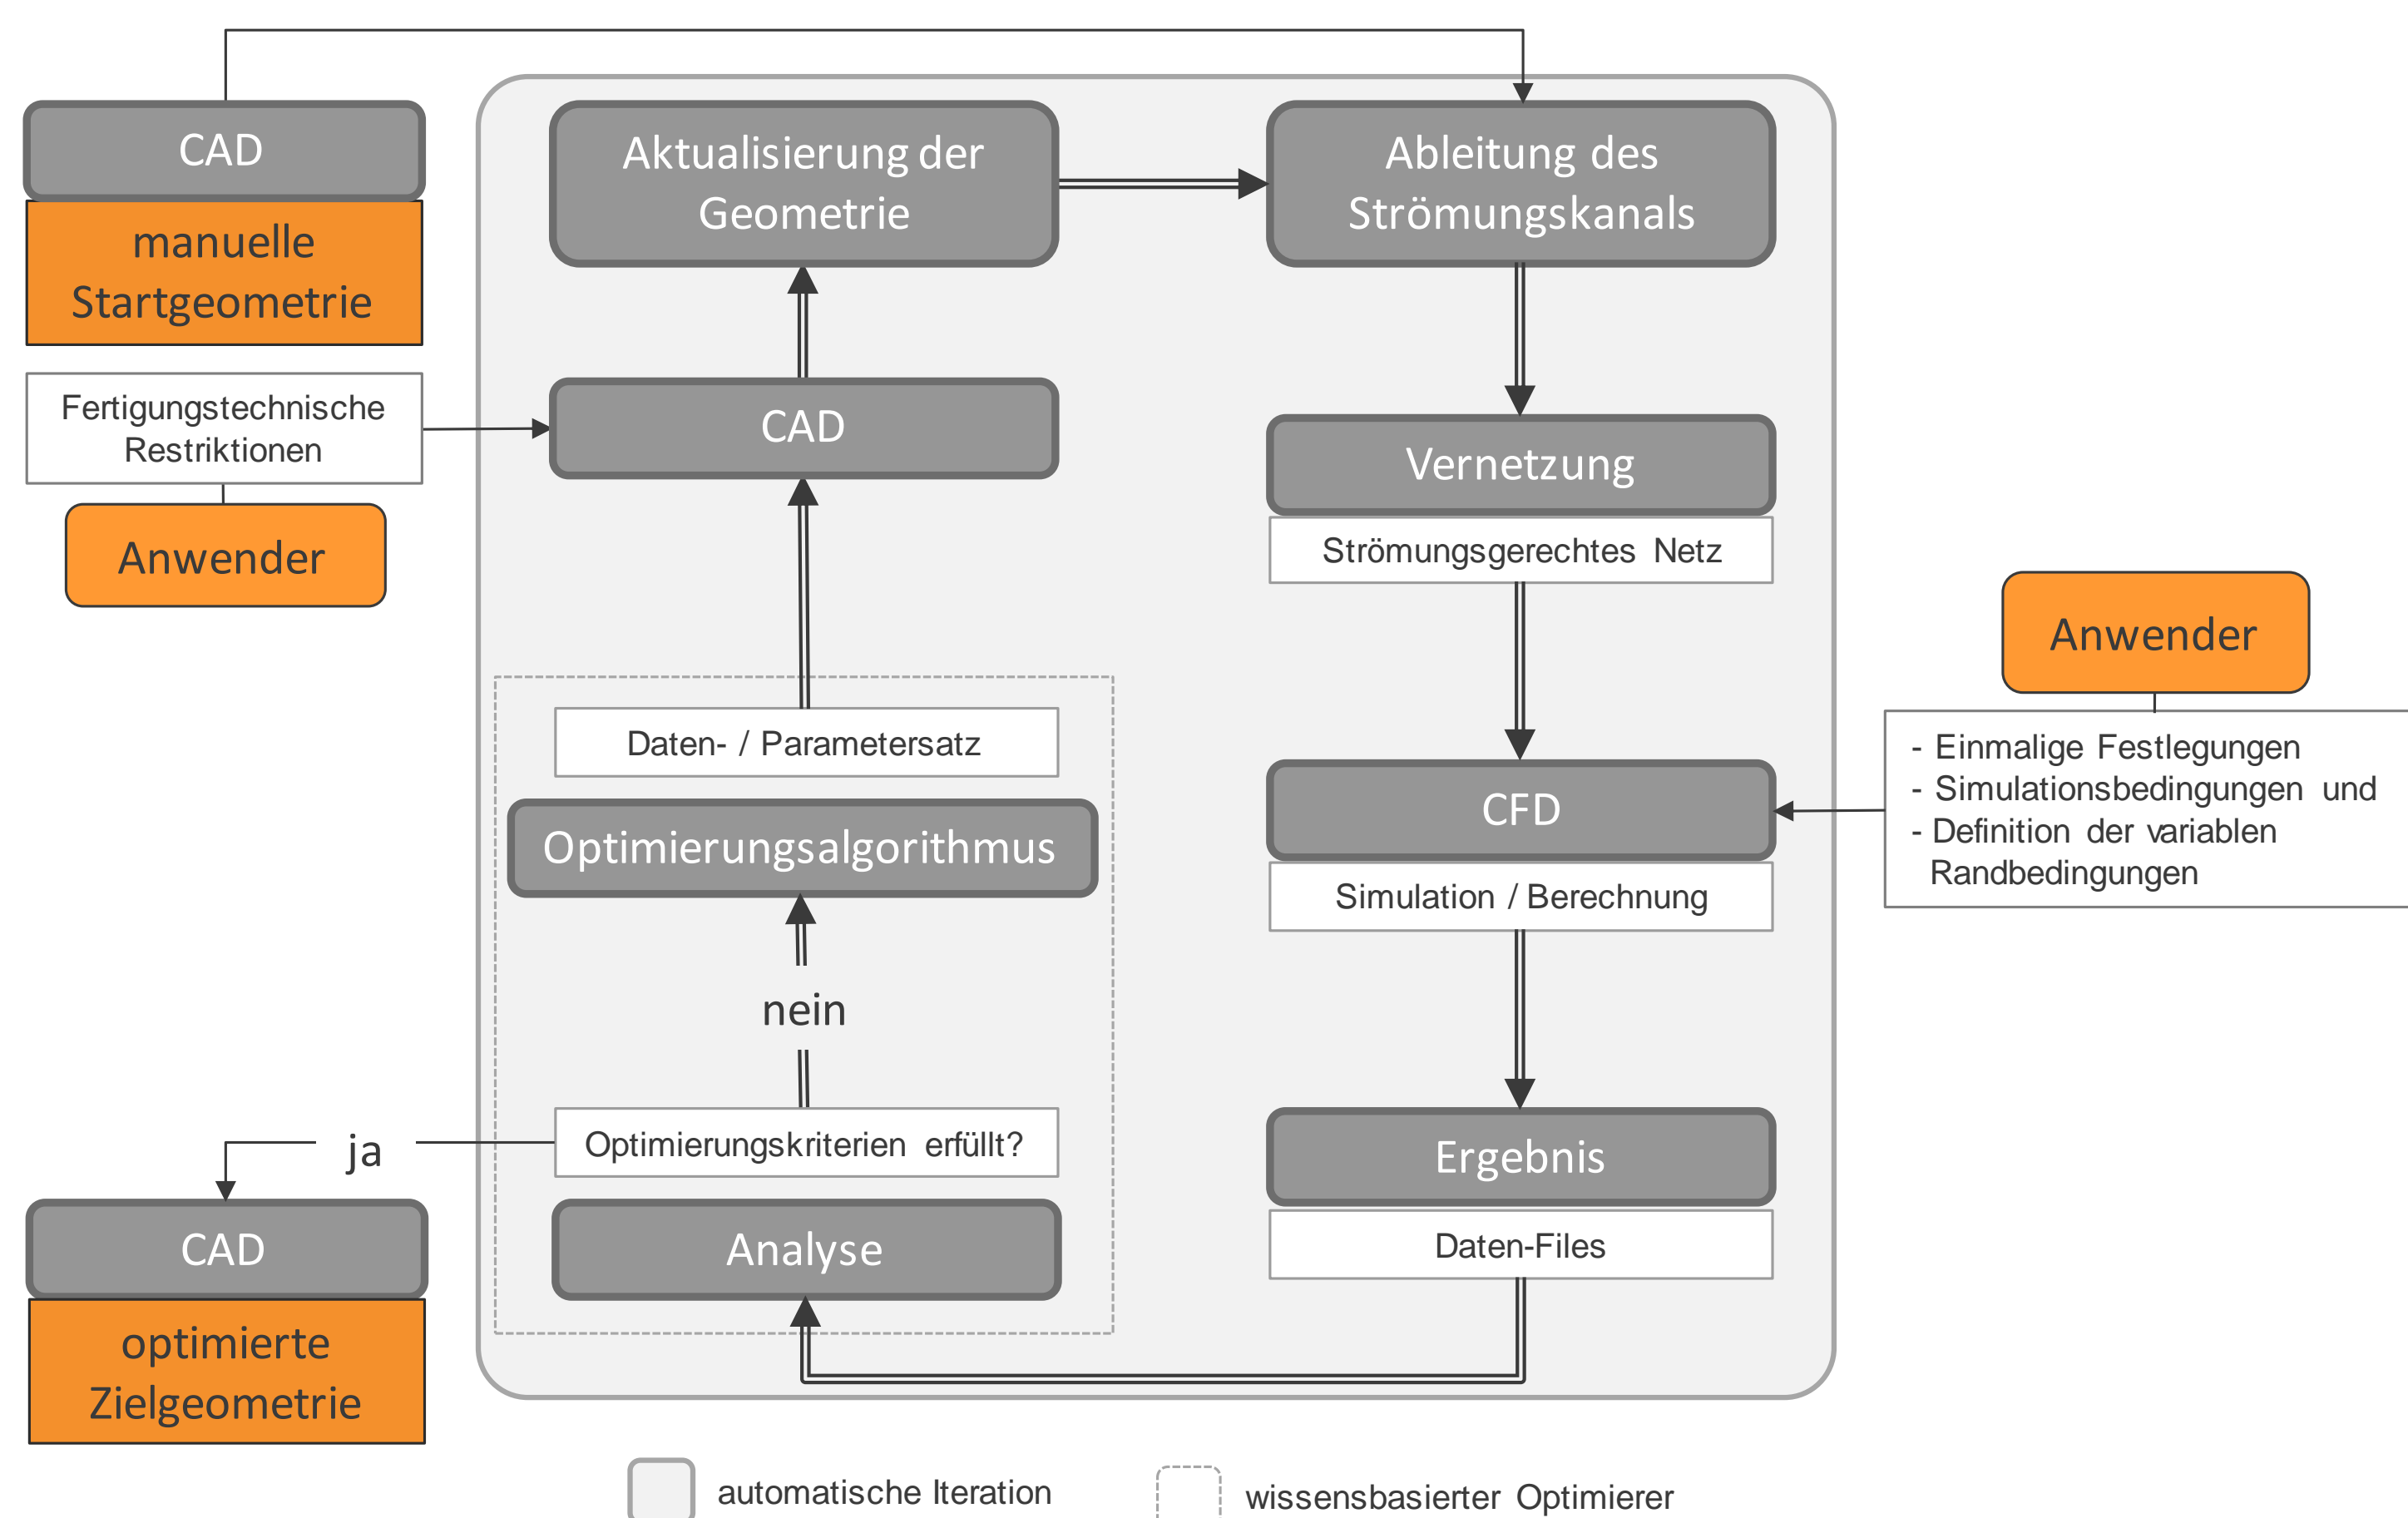 CAD
manuelle
Startgeometrie
Fertigungstechnische
Restriktionen
Anwender
Aktualisierung der
Geometrie
CAD
Daten- / Parametersatz
Optimierungsalgorithmus
nein
Optimierungskriterien erfüllt?
Analyse
ja
CAD
optimierte
Zielgeometrie
Ableitung des
Strömungskanals
Vernetzung
Strömungsgerechtes Netz
CFD
Simulation / Berechnung
Ergebnis
Daten-Files
Anwender
- Einmalige Festlegungen
- Simulationsbedingungen und
- Definition der variablen
Randbedingungen
automatische Iteration
wissensbasierter Optimierer